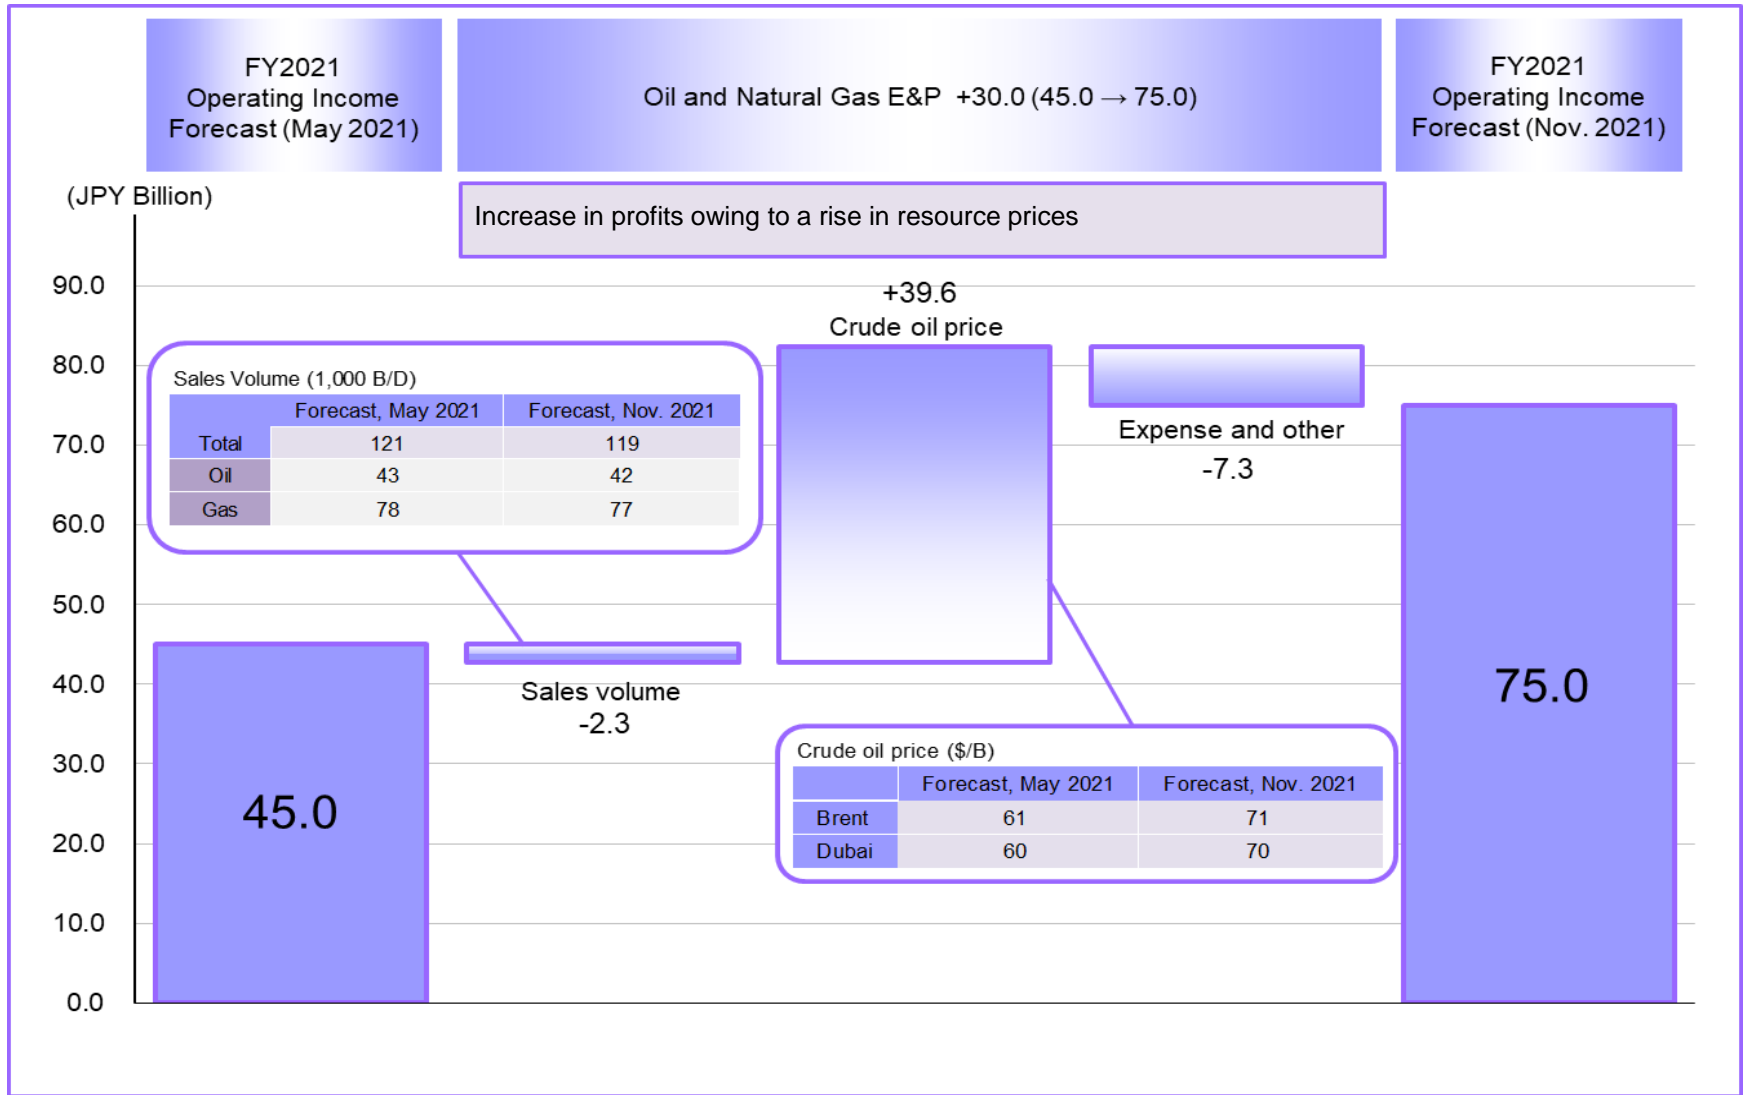 FY2021
Operating Income
Forecast (May 2021)
Oil and Natural Gas E&P +30.0 (45.0 → 75.0)
FY2021
Operating Income
Forecast (Nov. 2021)
(JPY Billion)
Increase in profits owing to a rise in resource prices
90.0
80.0
70.0
60.0
50.0
40.0
30.0
20.0
10.0
0.0
+39.6
Crude oil price
Sales Volume (1,000 B/D)
Forecast, May 2021 Forecast, Nov. 2021
Total 121 119
Oil 43 42
Gas 78 77
Expense and other
-7.3
Sales volume
-2.3
45.0
75.0
Crude oil price ($/B)
Forecast, May 2021 Forecast, Nov. 2021
Brent 61 71
Dubai 60 70